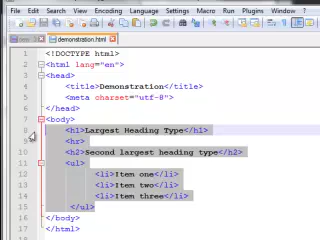 File Edit Search View Encoding Language Settings Macro Run Plugins Window ?
demonstration.html
1 <!DOCTYPE html>
2 <html lang="en">
3 <head>
4 <title>Demonstration</title>
5 <meta charset="utf-8">
6 </head>
7 <body>
8 <h1>Largest Heading Type</h1>
9 <hr>
10 <h2>Second largest heading type</h2>
11 <ul>
12 <li>Item one</li>
13 <li>Item two</li>
14 <li>Item three</li>
15 </ul>
16 </body>
17 </html>